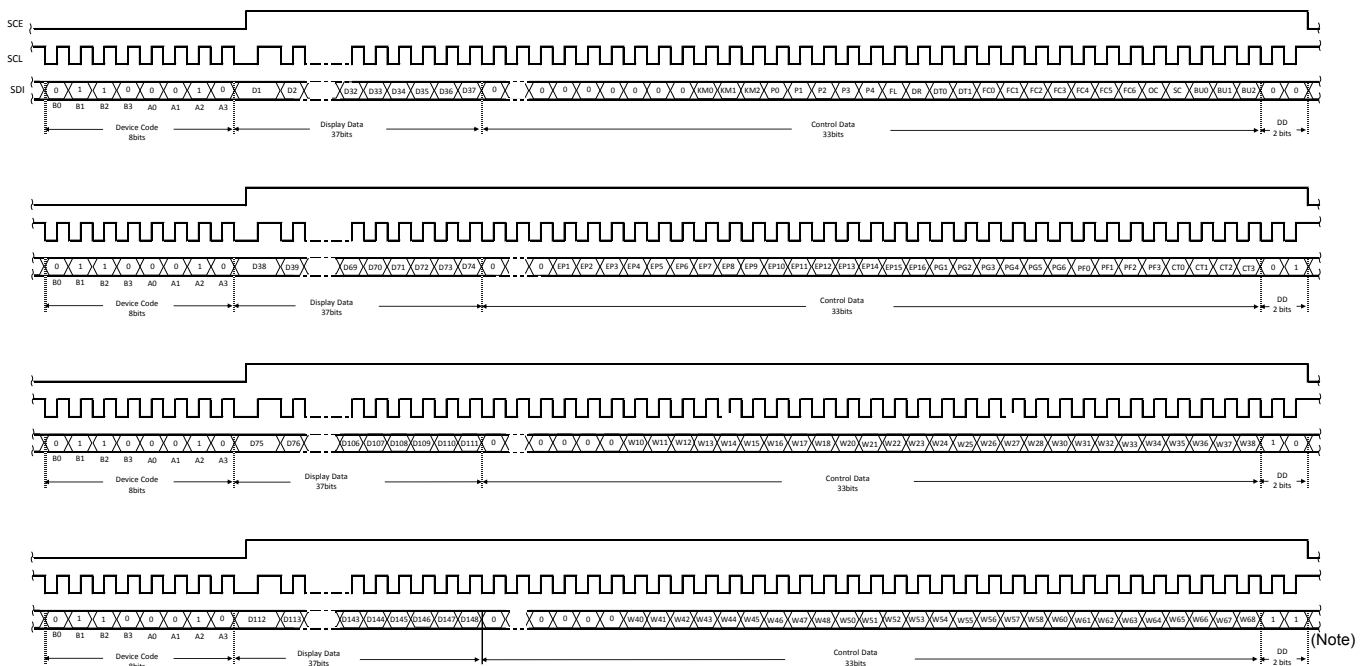 SCE
SCL
SDI 0 1 1 0 0 0 1 0 D1 D2 D32 D33 D34 D35 D36 D37 0 0 0 0 0 0 0 0 KM0 KM1 KM2 P0 P1 P2 P3 P4 FL DR DT0 DT1 FC0 FC1 FC2 FC3 FC4 FC5 FC6 OC SC BU0 BU1 BU2 0 0
B0 B1 B2 B3 A0 A1 A2 A3
Device Code Display Data Control Data DD
8bits 37bits 33bits 2 bits
0 1 1 0 0 0 1 0 D38 D39 D69 D70 D71 D72 D73 D74 0 0 EP1 EP2 EP3 EP4 EP5 EP6 EP7 EP8 EP9 EP10 EP11 EP12 EP13 EP14 EP15 EP16 PG1 PG2 PG3 PG4 PG5 PG6 PF0 PF1 PF2 PF3 CT0 CT1 CT2 CT3 0 1
B0 B1 B2 B3 A0 A1 A2 A3
Device Code Display Data Control Data DD
8bits 37bits 33bits 2 bits
0 1 1 0 0 0 1 0 D75 D76 D106 D107 D108 D109 D110 D111 0 0 0 0 0 W10 W11 W12 W13 W14 W15 W16 W17 W18 W20 W21 W22 W23 W24 W25 W26 W27 W28 W30 W31 W32 W33 W34 W35 W36 W37 W38 1 0
B0 B1 B2 B3 A0 A1 A2 A3
Device Code Display Data Control Data DD
8bits 37bits 33bits 2 bits
0 1 1 0 0 0 1 0 D112 D113 D143 D144 D145 D146 D147 D148 0 0 0 0 0 W40 W41 W42 W43 W44 W45 W46 W47 W48 W50 W51 W52 W53 W54 W55 W56 W57 W58 W60 W61 W62 W63 W64 W65 W66 W67 W68 1 1
(Note)
B0 B1 B2 B3 A0 A1 A2 A3
Device Code Display Data Control Data DD
8bits 37bits 33bits 2 bits